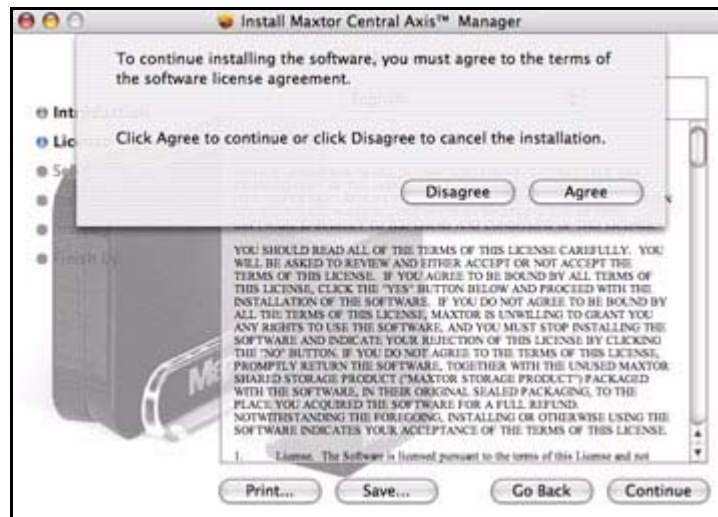 Install Maxtor Central Axis™ Manager
To continue installing the software, you must agree to the terms of
the software license agreement.
Click Agree to continue or click Disagree to cancel the installation.
Disagree
Agree
Int
Lic
Finish Up
YOU SHOULD READ ALL OF THE TERMS OF THIS LICENSE CAREFULLY. YOU
WILL BE ASKED TO REVIEW AND EITHER ACCEPT OR NOT ACCEPT THE
TERMS OF THIS LICENSE. IF YOU AGREE TO BE BOUND BY ALL TERMS OF
THIS LICENSE, CLICK THE "YES" BUTTON BELOW AND PROCEED WITH THE
INSTALLATION OF THE SOFTWARE. IF YOU DO NOT AGREE TO BE BOUND BY
ALL THE TERMS OF THIS LICENSE, MAXTOR IS UNWILLING TO GRANT YOU
ANY RIGHTS TO USE THE SOFTWARE, AND YOU MUST STOP INSTALLING THE
SOFTWARE AND INDICATE YOUR REJECTION OF THIS LICENSE BY CLICKING
THE "NO" BUTTON. IF YOU DO NOT AGREE TO THE TERMS OF THIS LICENSE,
PROMPTLY RETURN THE SOFTWARE, TOGETHER WITH THE UNUSED MAXTOR
SHARED STORAGE PRODUCT ("MAXTOR STORAGE PRODUCT") PACKAGED
WITH THE SOFTWARE, IN THEIR ORIGINAL SEALED PACKAGING, TO THE
PLACE YOU ACQUIRED THE SOFTWARE FOR A FULL REFUND.
NOTWITHSTANDING THE FOREGOING, INSTALLING OR OTHERWISE USING THE
SOFTWARE INDICATES YOUR ACCEPTANCE OF THE TERMS OF THIS LICENSE.
1. License. The Software is licensed pursuant to the terms of this License and not
Print...
Save...
Go Back
Continue